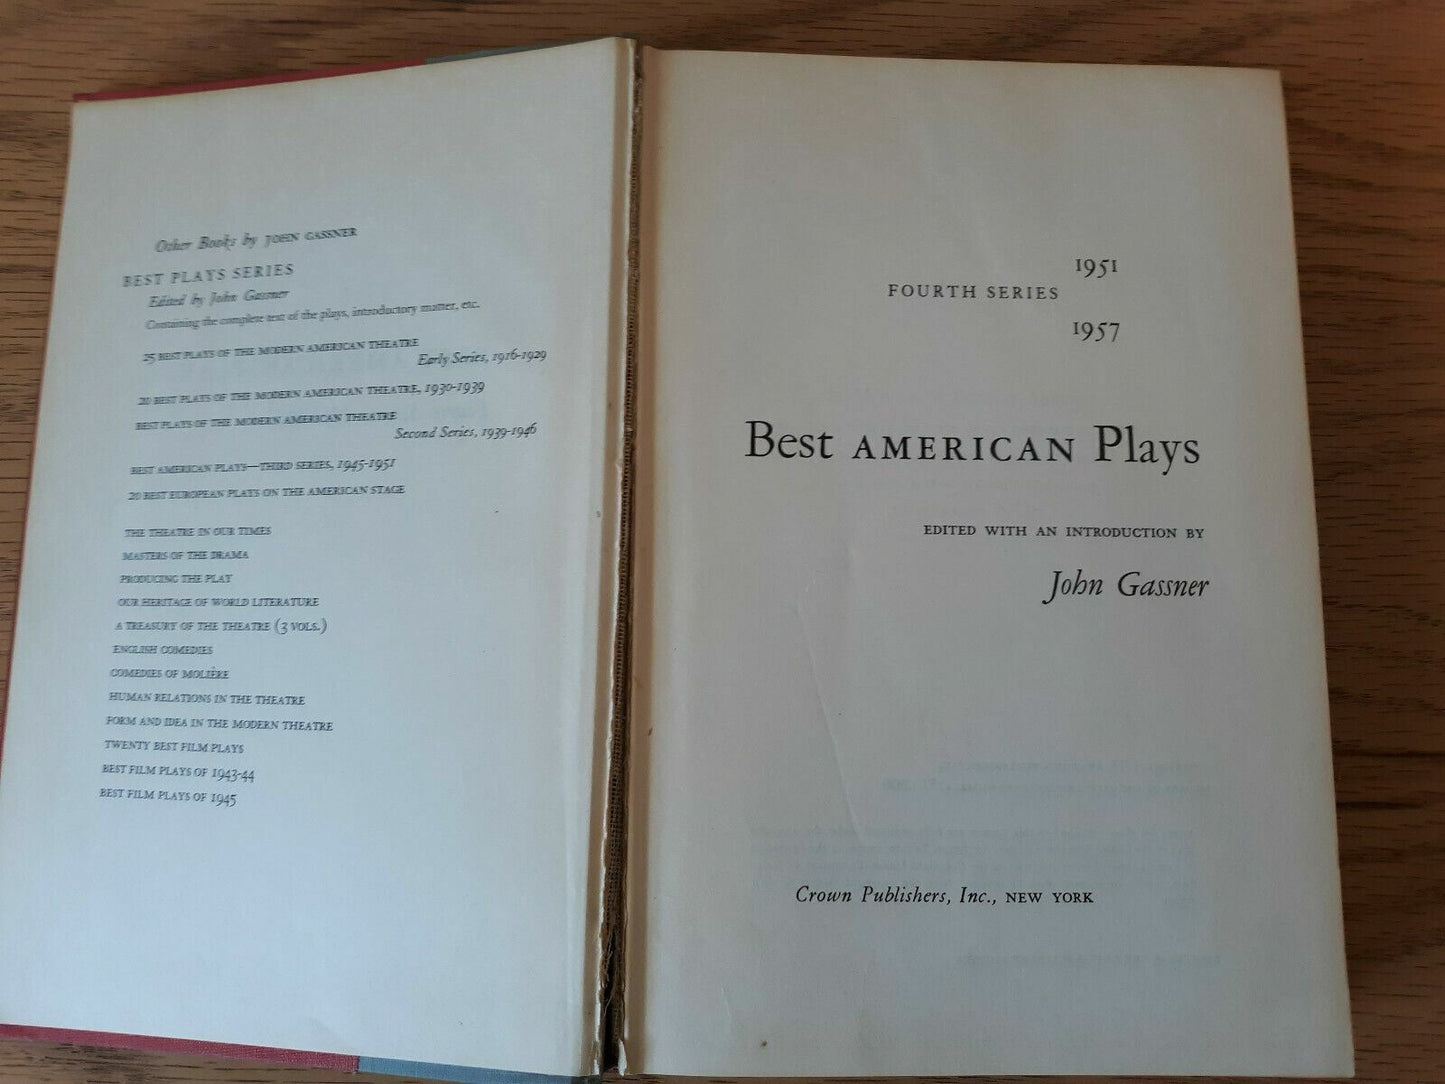 Other Books by JOHN GASSNER
BEST PLAYS SERIES
Edited by John Gassner
Containing the complete text of the plays, introductory matter, etc.
25 BEST PLAYS OF THE MODERN AMERICAN THEATRE
Early Series, 1916-1929
20 BEST PLAYS OF THE MODERN AMERICAN THEATRE, 1930-1939
BEST PLAYS OF THE MODERN AMERICAN THEATRE
Second Series, 1939-1946
BEST AMERICAN PLAYS—THIRD SERIES, 1945-1951
20 BEST EUROPEAN PLAYS ON THE AMERICAN STAGE
THE THEATRE IN OUR TIMES
MASTERS OF THE DRAMA
PRODUCING THE PLAY
OUR HERITAGE OF WORLD LITERATURE
A TREASURY OF THE THEATRE (3 VOLS.)
ENGLISH COMEDIES
COMEDIES OF MOLIÈRE
HUMAN RELATIONS IN THE THEATRE
FORM AND IDEA IN THE MODERN THEATRE
TWENTY BEST FILM PLAYS
BEST FILM PLAYS OF 1943-44
BEST FILM PLAYS OF 1945
1951
FOURTH SERIES
1957
Best AMERICAN Plays
EDITED WITH AN INTRODUCTION BY
John Gassner
Crown Publishers, Inc., NEW YORK